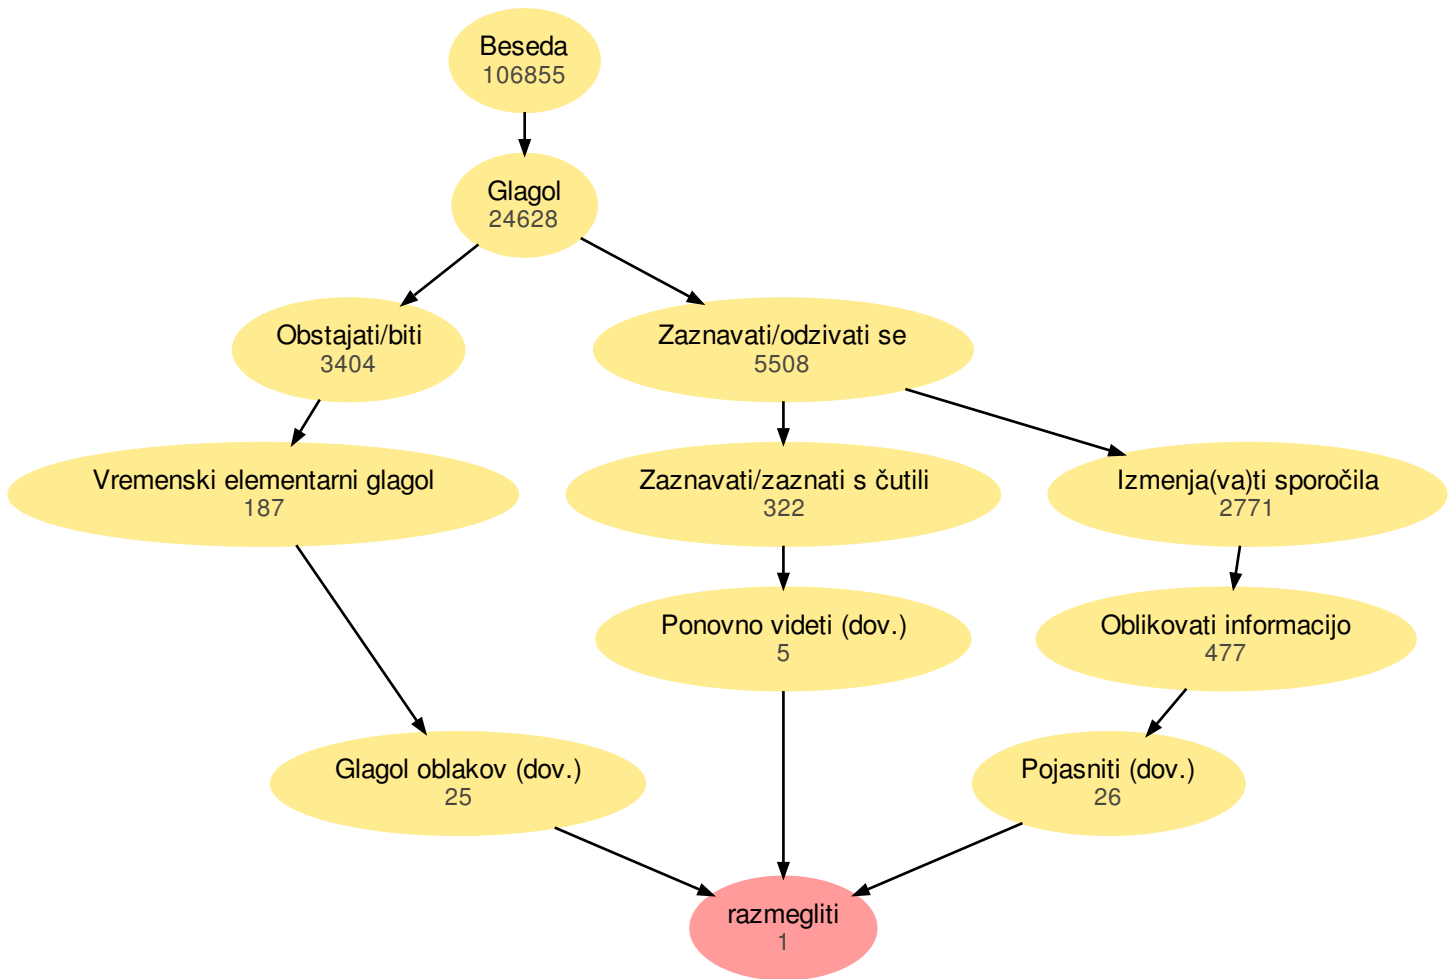 Beseda
106855
Glagol
24628
Obstajati/biti
3404
Zaznavati/odzivati se
5508
Vremenski elementarni glagol
187
Zaznavati/zaznati s čutili
322
Izmenja(va)ti sporočila
2771
Ponovno videti (dov.)
5
Oblikovati informacijo
477
Glagol oblakov (dov.)
25
Pojasniti (dov.)
26
razmegliti
1